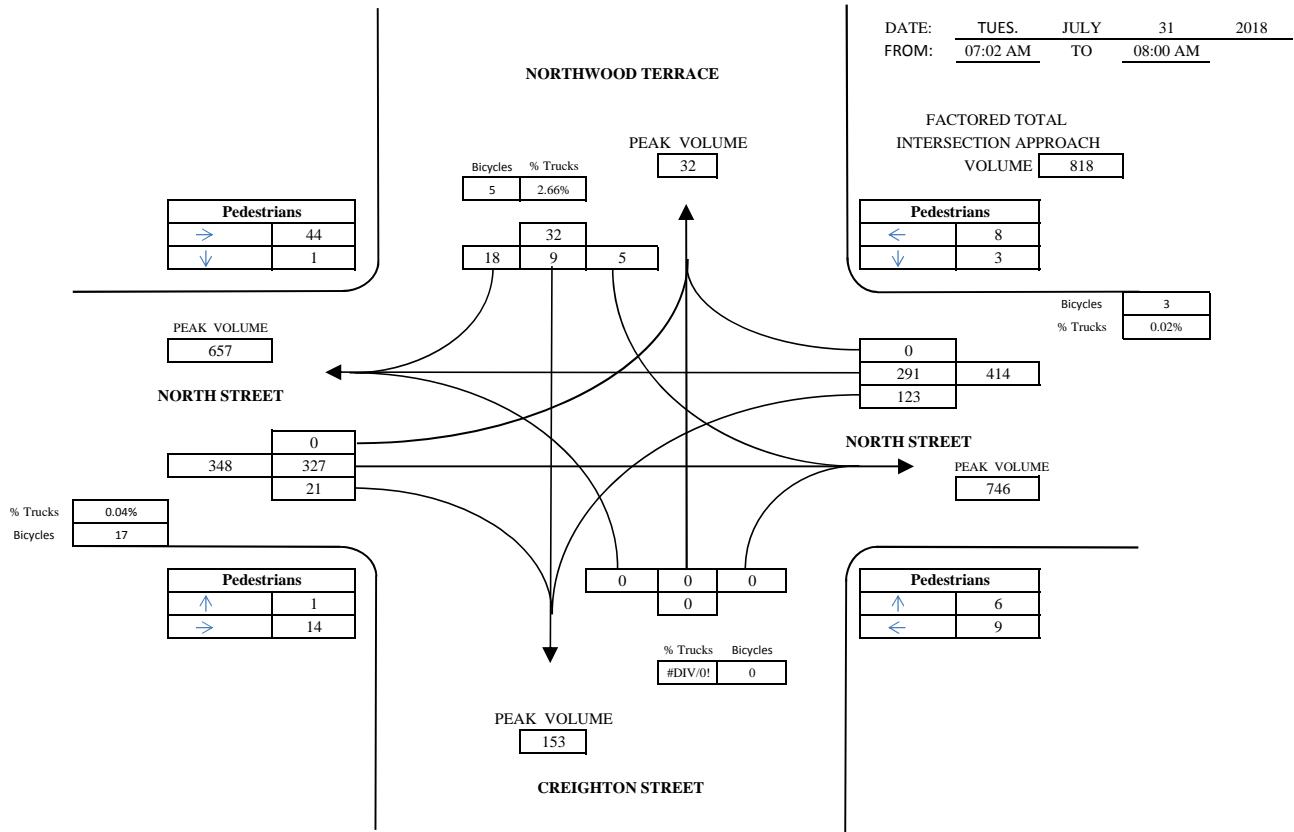 DATE: TUES. JULY 31 2018
FROM: 07:02 AM TO 08:00 AM
NORTHWOOD TERRACE
FACTORED TOTAL
INTERSECTION APPROACH
VOLUME 818
PEAK VOLUME
32
Bicycles % Trucks
5 2.66%
Pedestrians
→ 44
↓ 1
32
18 9 5
Pedestrians
← 8
↓ 3
Bicycles 3
% Trucks 0.02%
PEAK VOLUME
657
NORTH STREET
0
291 414
123
NORTH STREET
PEAK VOLUME
746
0
348 327
21
% Trucks 0.04%
Bicycles 17
Pedestrians
↑ 1
→ 14
0 0 0
0
Pedestrians
↑ 6
← 9
% Trucks Bicycles
#DIV/0! 0
PEAK VOLUME
153
CREIGHTON STREET